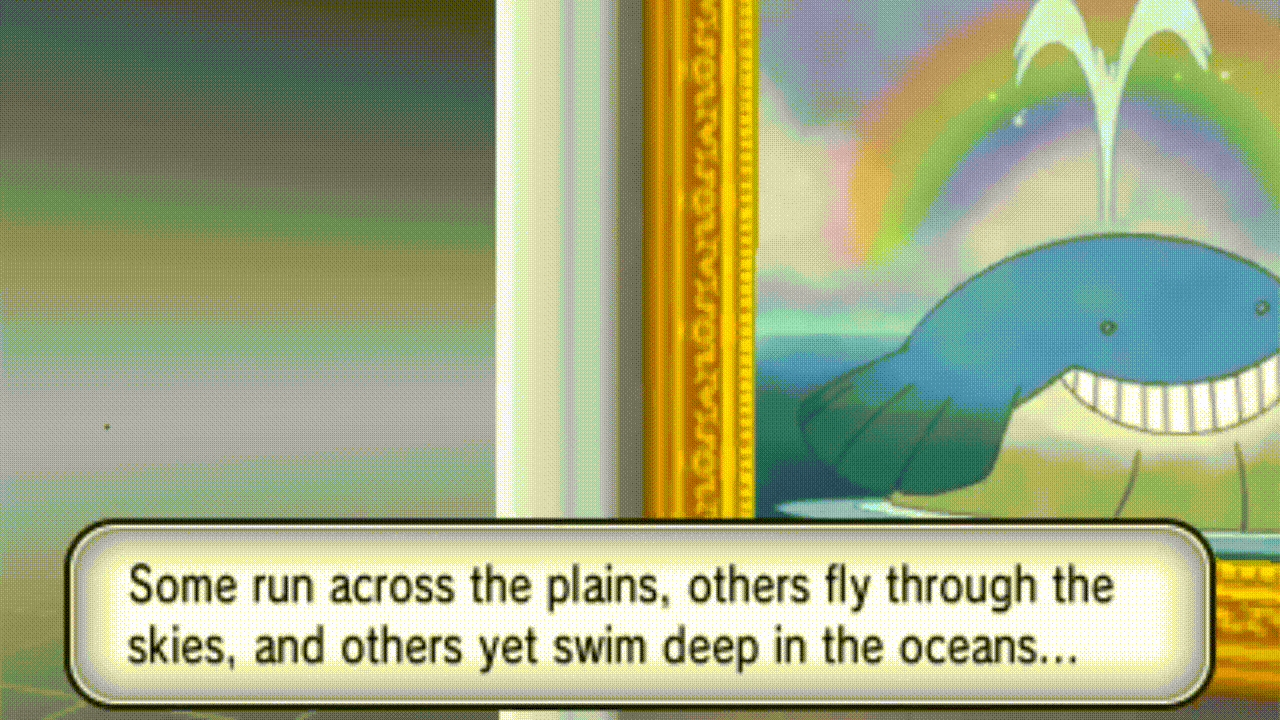 Some run across the plains, others fly through the
skies, and others yet swim deep in the oceans...